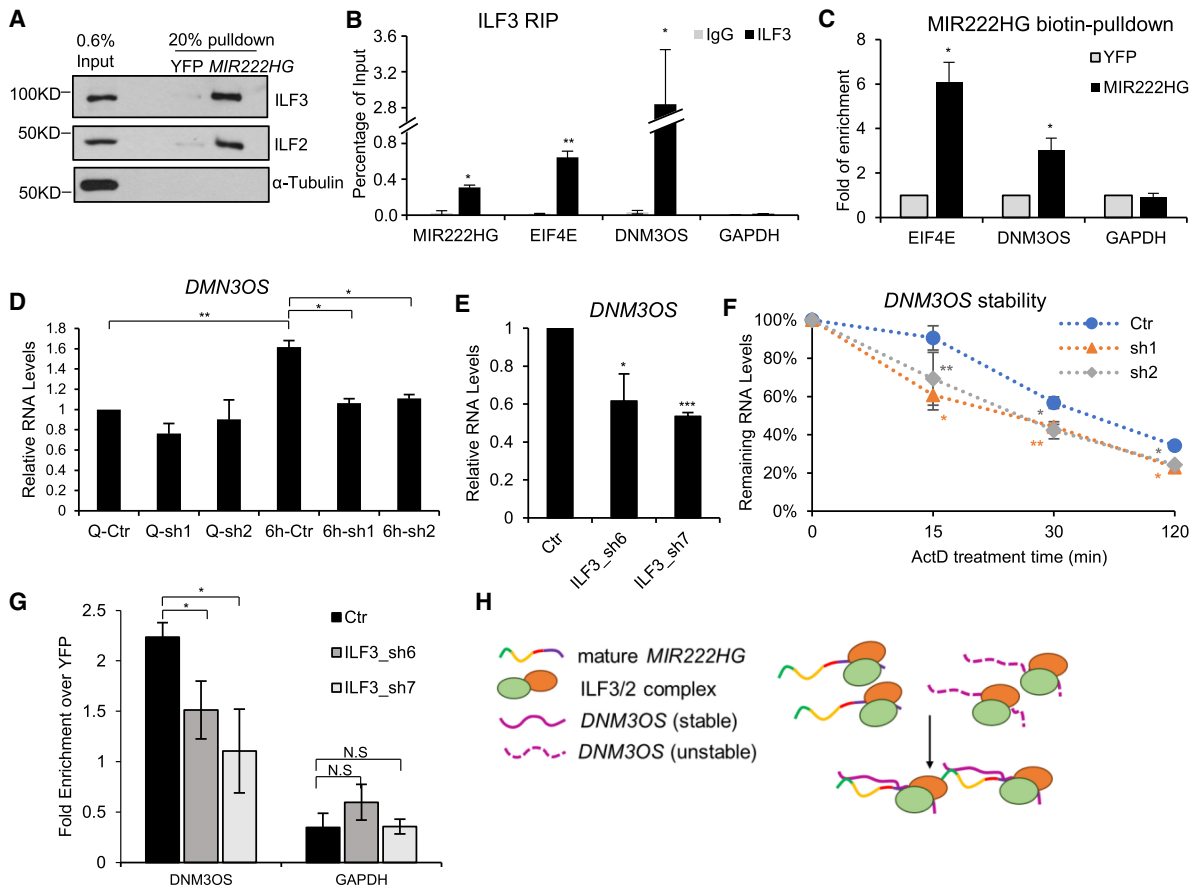 A
0.6%
Input
20% pulldown
YFP MIR222HG
100KD
ILF3
50KD
ILF2
50KD
α-Tubulin
B
ILF3 RIP
IgG
ILF3
Percentage of Input
3.6
2.8
0.8
0.4
0.0
*
**
*
MIR222HG
EIF4E
DNM3OS
GAPDH
C
MIR222HG biotin-pulldown
YFP
MIR222HG
Fold of enrichment
8
6
4
2
0
*
*
EIF4E
DNM3OS
GAPDH
D
DMN3OS
Relative RNA Levels
1.8
1.6
1.4
1.2
1
0.8
0.6
0.4
0.2
0
**
*
*
Q-Ctr
Q-sh1
Q-sh2
6h-Ctr
6h-sh1
6h-sh2
E
DNM3OS
Relative RNA Levels
1
0.8
0.6
0.4
0.2
0
*
***
Ctr
ILF3_sh6
ILF3_sh7
F
DNM3OS stability
Ctr
sh1
sh2
Remaining RNA Levels
100%
80%
60%
40%
20%
0%
**
*
*
**
*
*
0
15
30
120
ActD treatment time (min)
G
Fold Enrichment over YFP
2.5
2
1.5
1
0.5
0
*
*
N.S
N.S
Ctr
ILF3_sh6
ILF3_sh7
DNM3OS
GAPDH
H
mature MIR222HG
ILF3/2 complex
DNM3OS (stable)
DNM3OS (unstable)